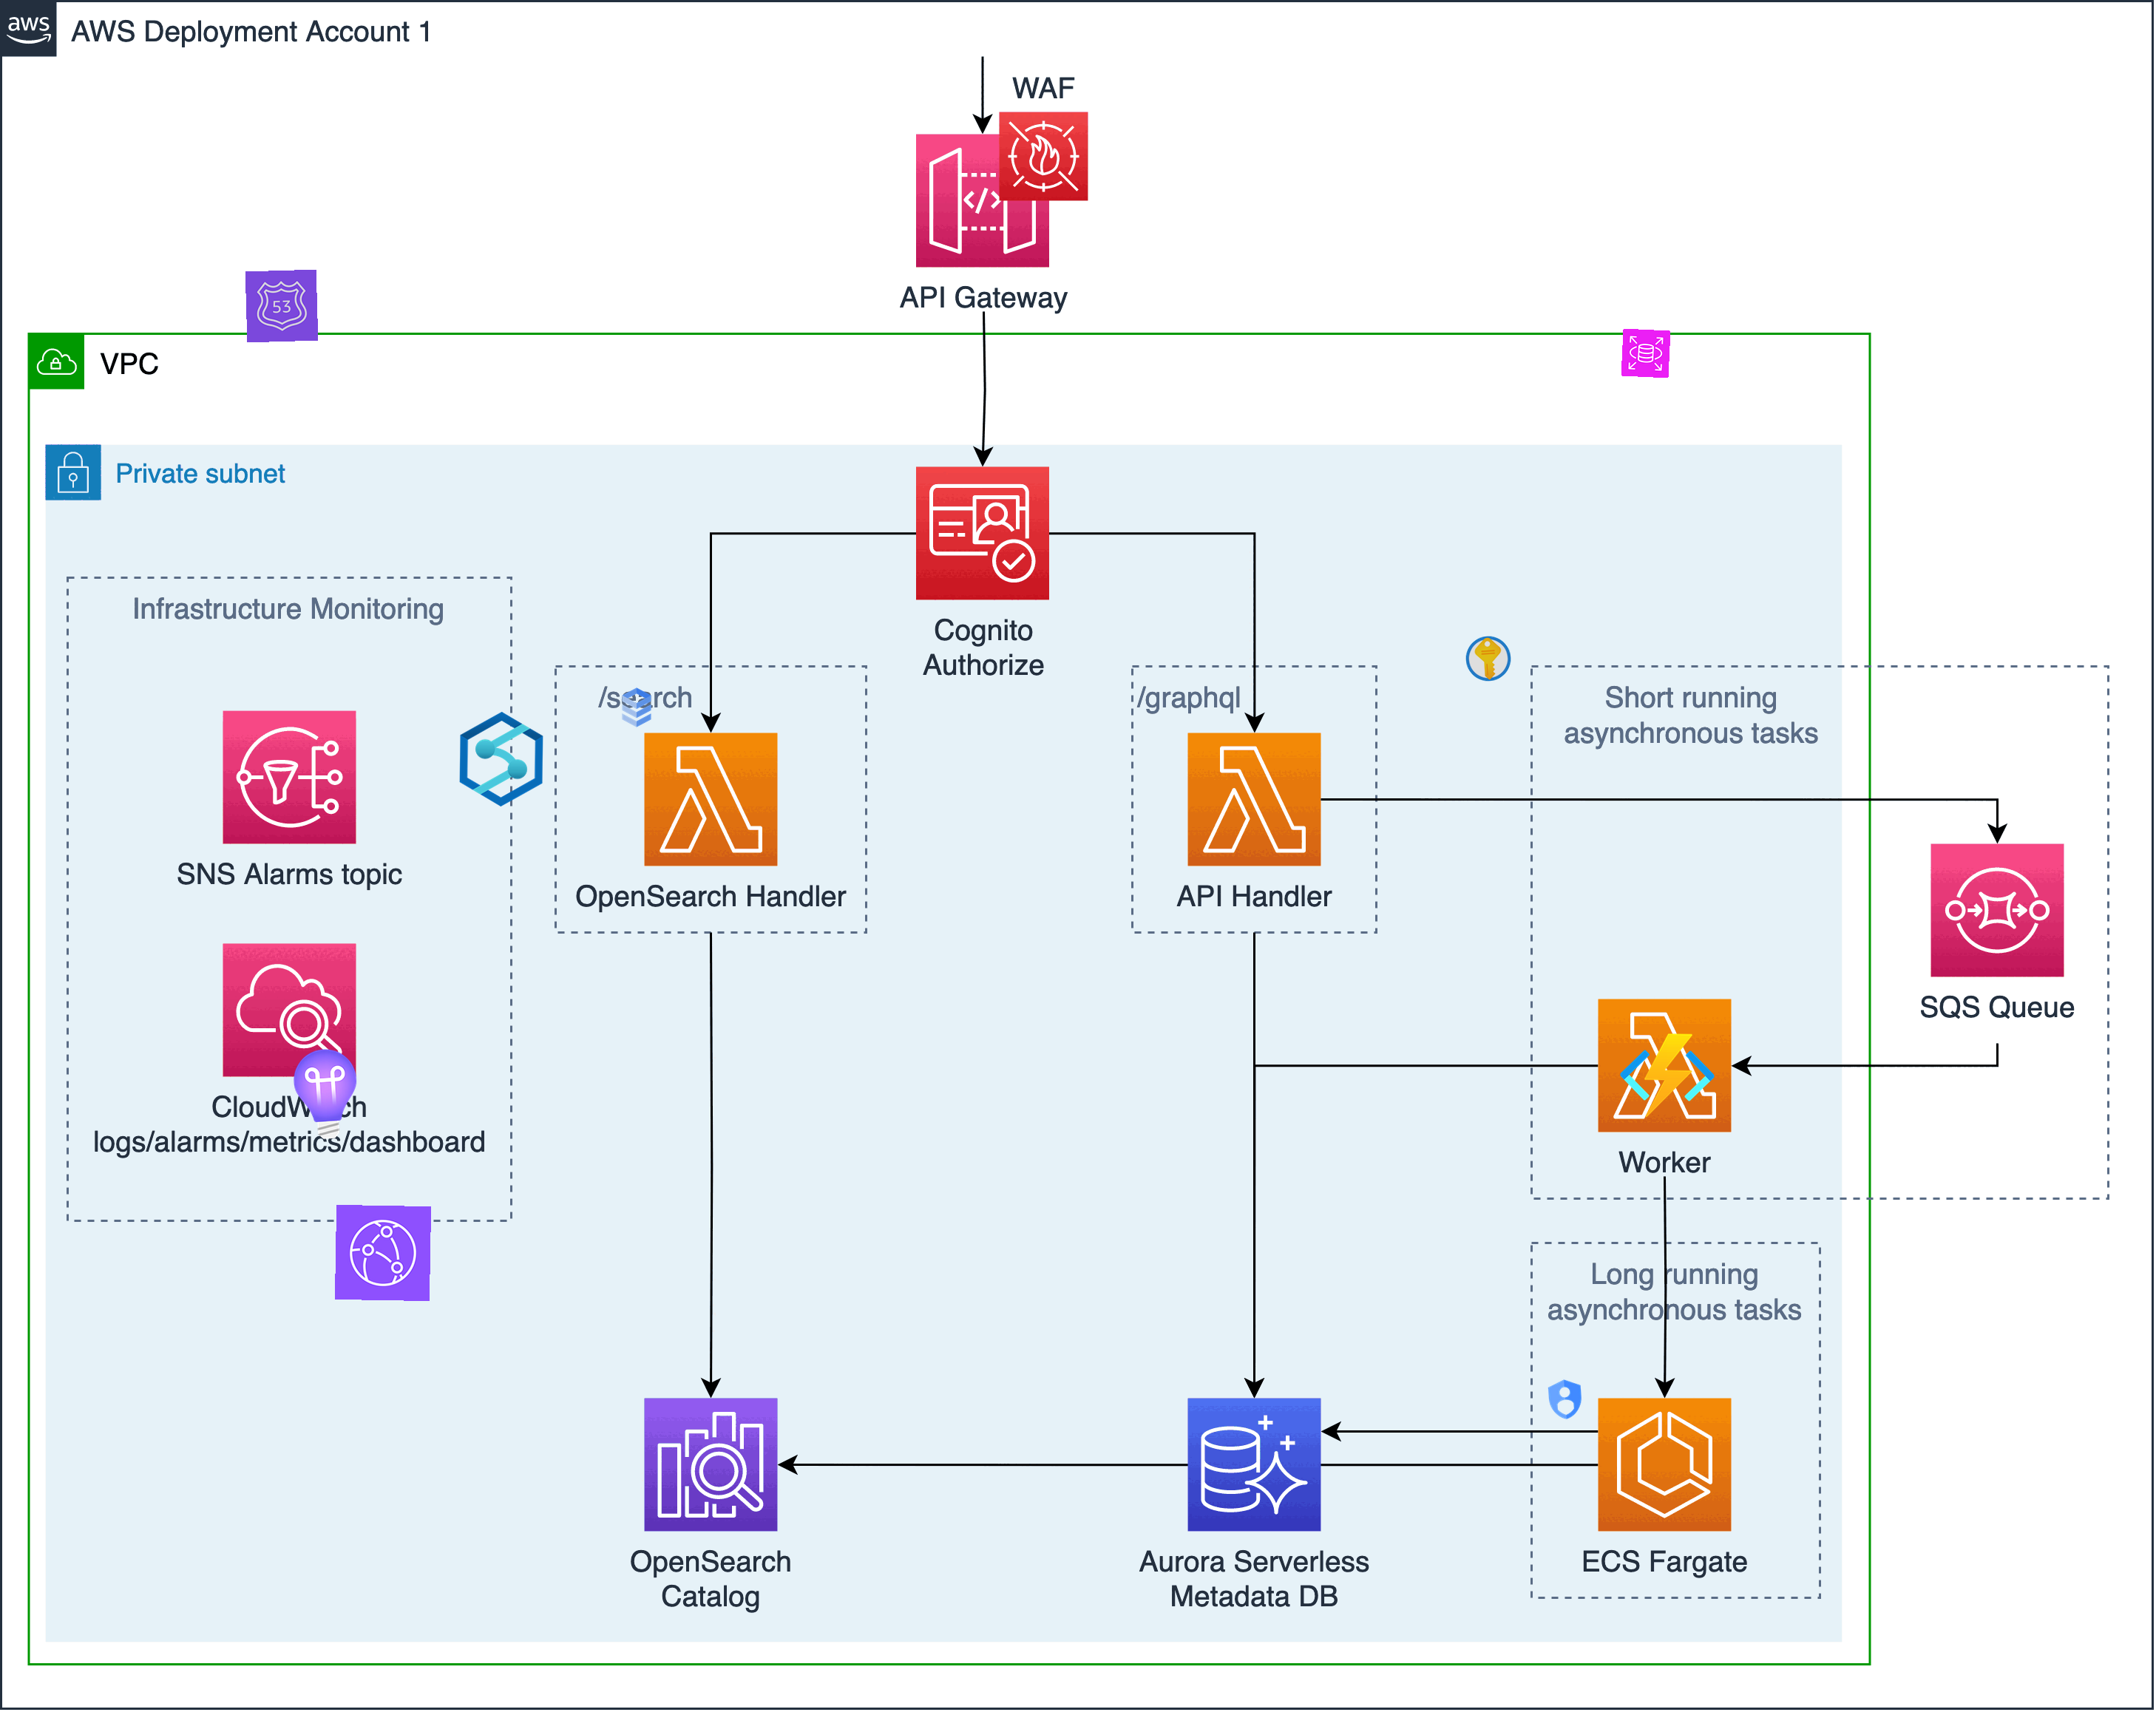 aws
AWS Deployment Account 1
WAF
API Gateway
53
VPC
Private subnet
Cognito
Authorize
Infrastructure Monitoring
/search
/graphql
Short running
asynchronous tasks
SNS Alarms topic
OpenSearch Handler
API Handler
SQS Queue
CloudWatch
logs/alarms/metrics/dashboard
Worker
Long running
asynchronous tasks
OpenSearch
Catalog
Aurora Serverless
Metadata DB
ECS Fargate